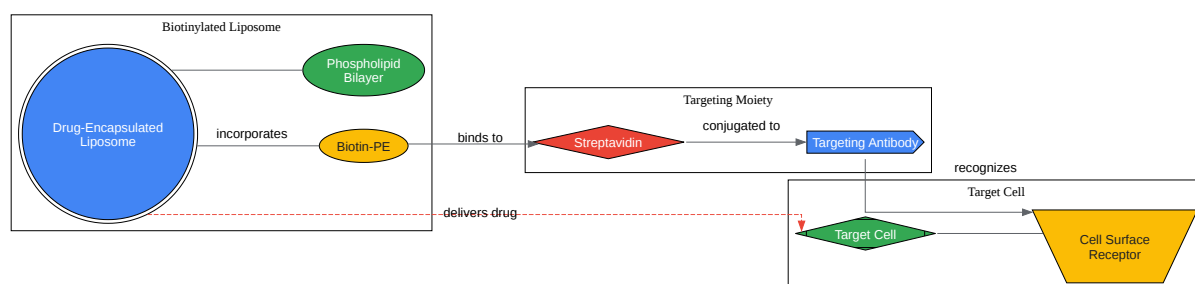 Biotinylated Liposome
Phospholipid
Bilayer
Drug-Encapsulated
Liposome
incorporates
Biotin-PE
binds to
Targeting Moiety
Streptavidin
conjugated to
Targeting Antibody
recognizes
Target Cell
delivers drug
Target Cell
Cell Surface
Receptor